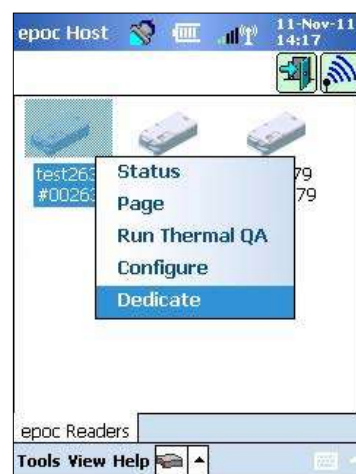 epoc Host 11-Nov-11
14:17
test263
#00263
79
79
Status
Page
Run Thermal QA
Configure
Dedicate
epoc Readers
Tools View Help